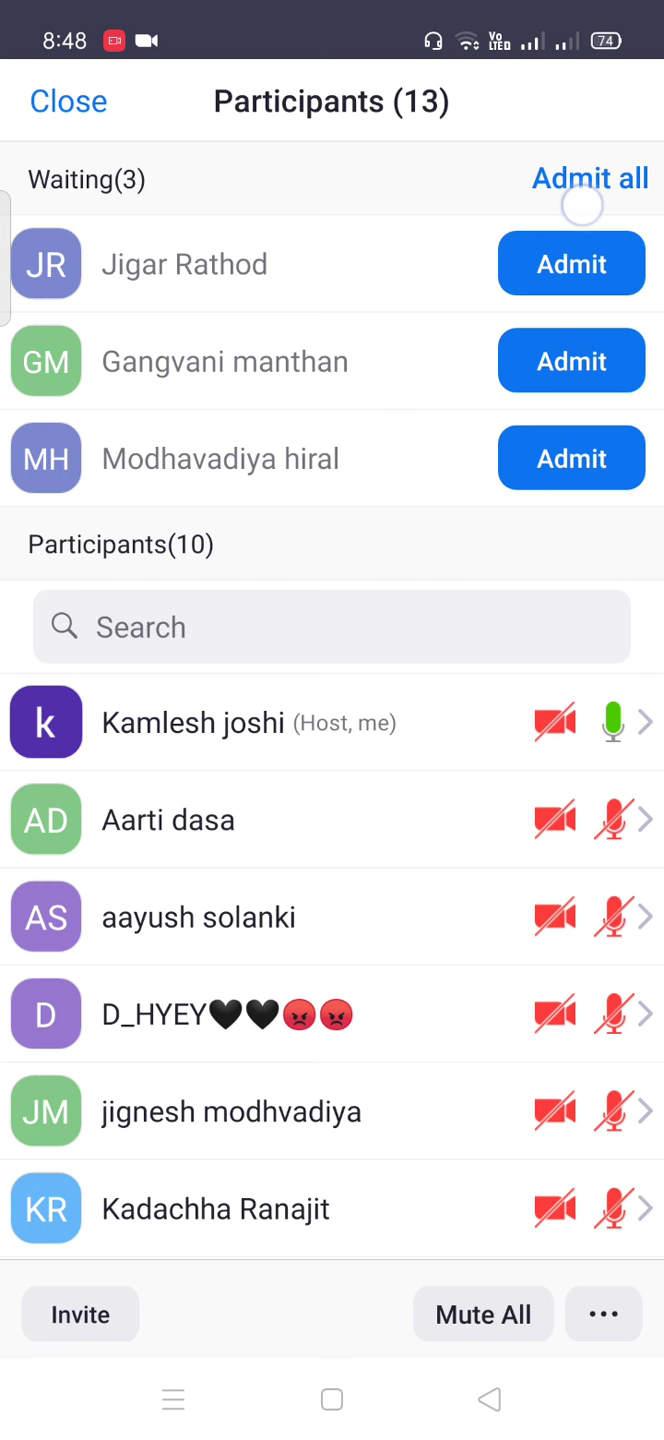 8:48 Vo LTE 74
Close Participants (13)
Waiting(3) Admit all
JR Jigar Rathod Admit
GM Gangvani manthan Admit
MH Modhavadiya hiral Admit
Participants(10)
Search
k Kamlesh joshi (Host, me)
AD Aarti dasa
AS aayush solanki
D D_HYEY🖤🖤😡😡
JM jignesh modhvadiya
KR Kadachha Ranajit
Invite Mute All ...